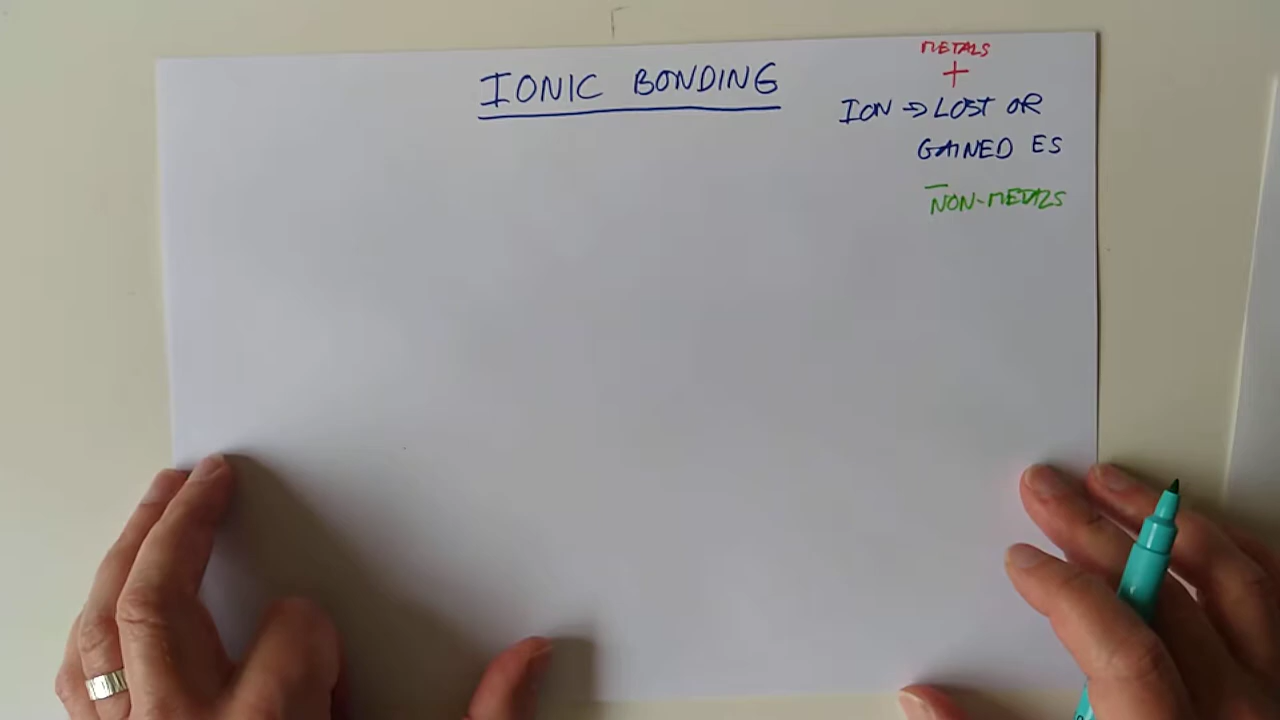 IONIC BONDING
METALS
+
ION → LOST OR
GAINED ES
–
NON-METALS